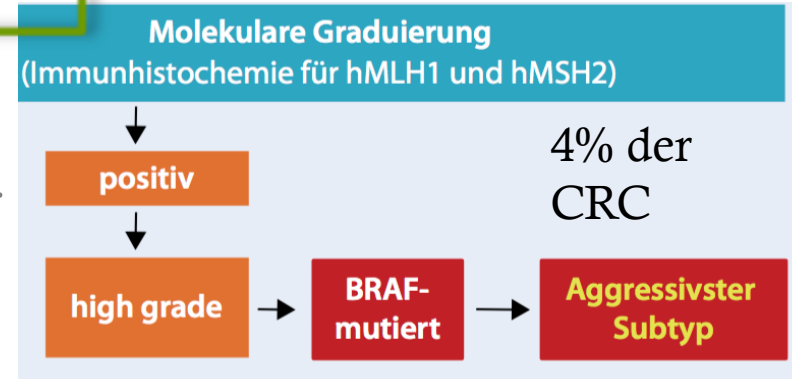 Molekulare Graduierung
(Immunhistochemie für hMLH1 und hMSH2)
positiv
4% der
CRC
high grade
BRAF-
mutiert
Aggressivster
Subtyp